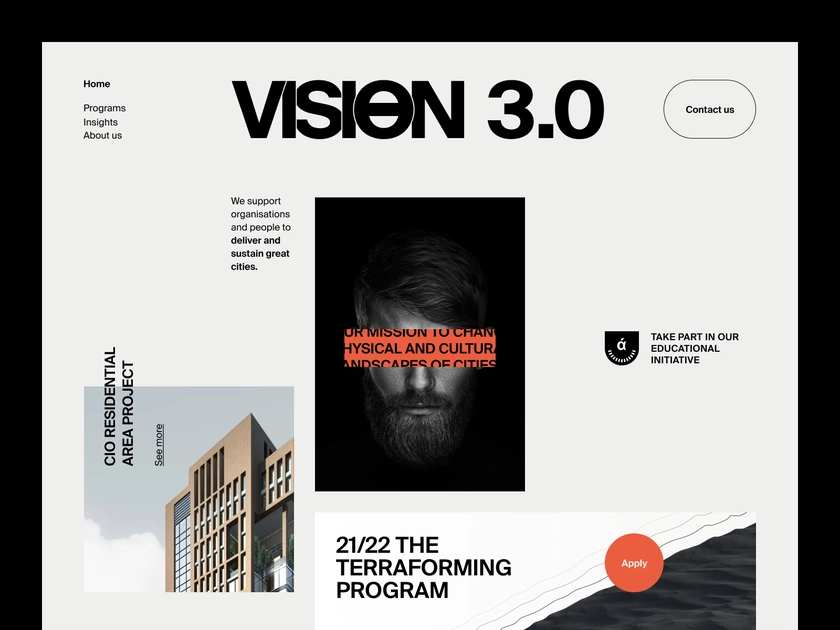 Home
Programs
Insights
About us
VISION 3.0
Contact us
We support
organisations
and people to
deliver and
sustain great
cities.
UR MISSION TO CHANG
HYSICAL AND CULTURA
ANDSCAPES OF CITIES
TAKE PART IN OUR
EDUCATIONAL
INITIATIVE
ά
CIO RESIDENTIAL
AREA PROJECT
See more
21/22 THE
TERRAFORMING
PROGRAM
Apply